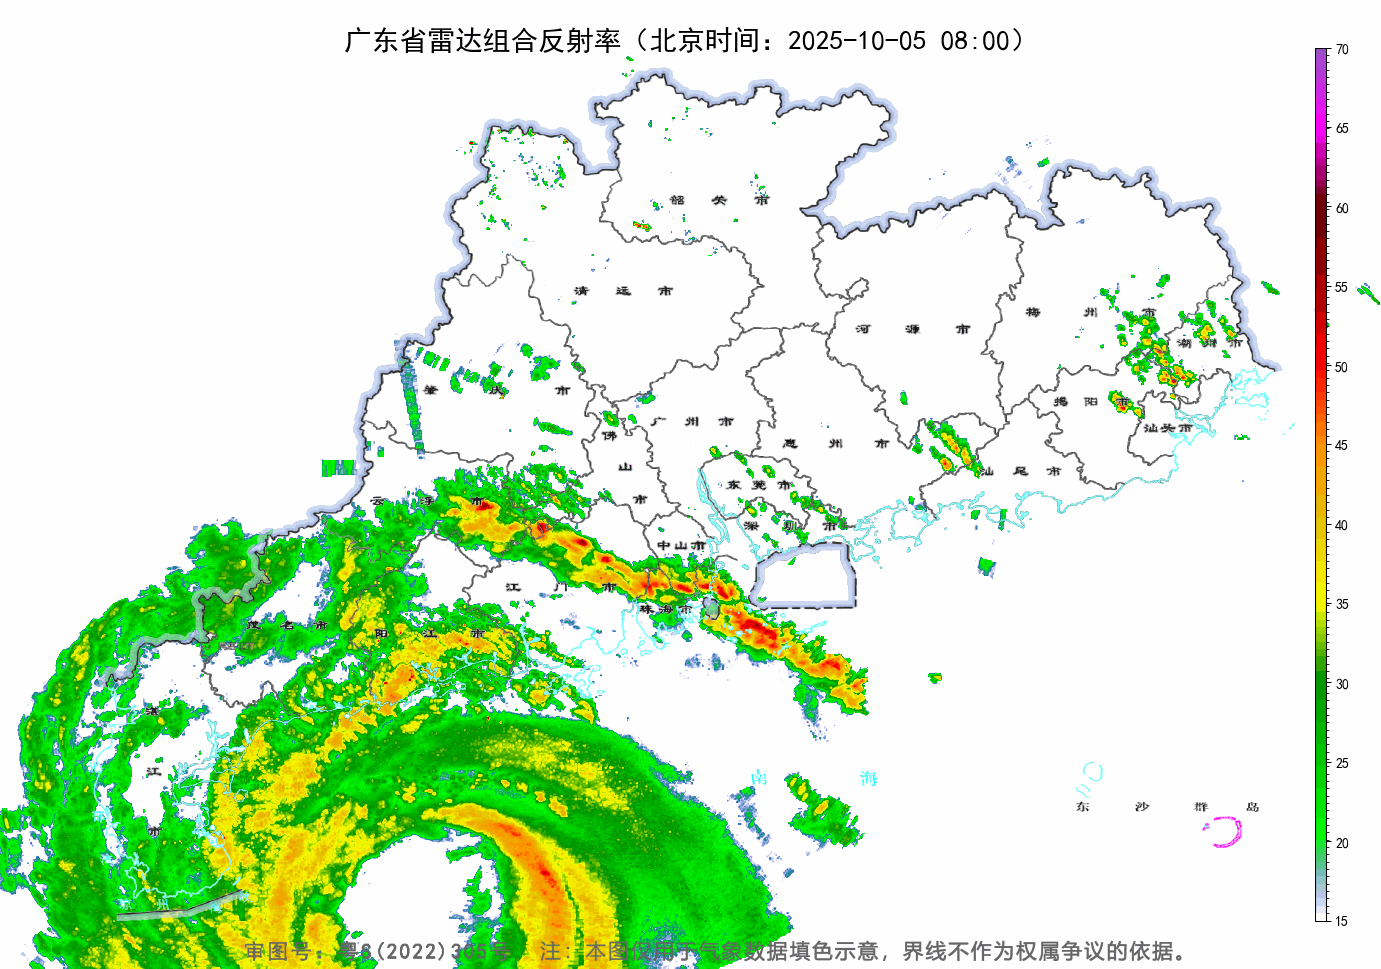 广东省雷达组合反射率（北京时间：2025-10-05 08:00）
70
65
60
55
50
45
40
35
30
25
20
15
韶 关 市
清 远 市
河 源 市
梅 州 市
潮 州 市
肇 庆 市
揭 阳 市
广 州 市
佛 山 市
惠 州 市
汕头市
汕 尾 市
东 莞 市
云 浮 市
深 圳 市
中山市
江 门 市
珠海市
茂 名 市
阳 江 市
湛 江 市
南 海
东 沙 群 岛
琼 州
审图号：粤S(2022)305号 注：本图仅用于气象数据填色示意，界线不作为权属争议的依据。